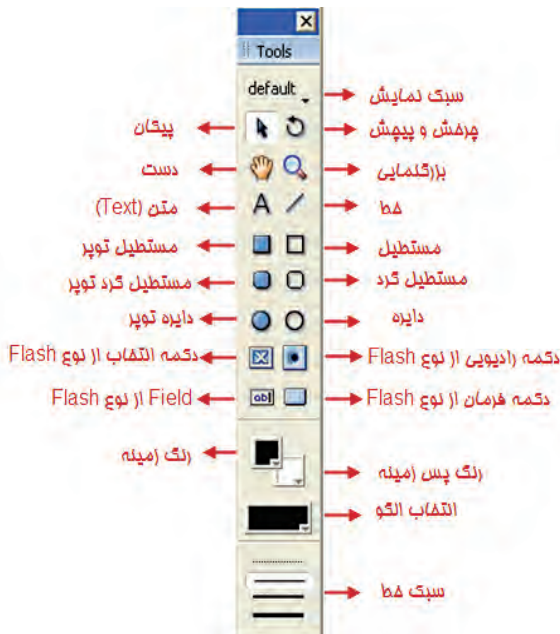 Tools
default
سبک نمایش
پیکان
چرخش و پیچش
دست
بزرگنمایی
متن (Text)
A
خط
مستطیل توپر
مستطیل
مستطیل گرد توپر
مستطیل گرد
دایره توپر
دایره
دکمه انتخاب از نوع Flash
دکمه رادیویی از نوع Flash
Field از نوع Flash
abl
دکمه فرمان از نوع Flash
رنگ زمینه
رنگ پس زمینه
انتخاب الگو
سبک خط